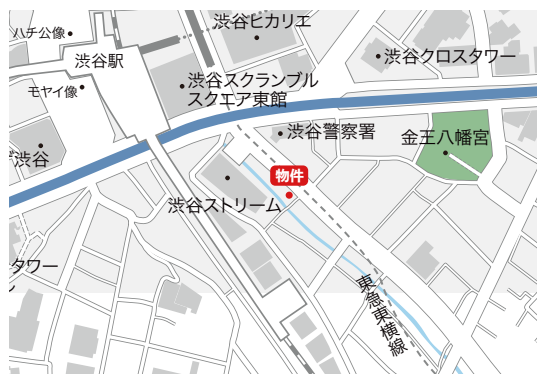 渋谷ヒカリエ
ハチ公像
渋谷クロスタワー
渋谷駅
渋谷スクランブル
スクエア東館
モヤイ像
渋谷警察署
金王八幡宮
渋谷
物件
渋谷ストリーム
タワー
東急東横線